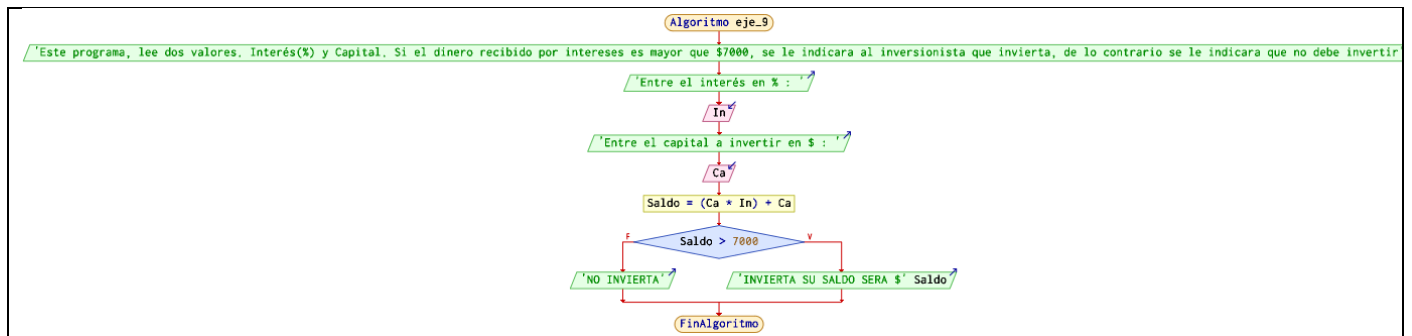 Algoritmo eje_9
'Este programa, lee dos valores. Interés(%) y Capital. Si el dinero recibido por intereses es mayor que $7000, se le indicara al inversionista que invierta, de lo contrario se le indicara que no debe invertir'
'Entre el interés en % : '
In
'Entre el capital a invertir en $ : '
Ca
Saldo = (Ca * In) + Ca
F Saldo > 7000 V
'NO INVIERTA' 'INVIERTA SU SALDO SERA $' Saldo
FinAlgoritmo